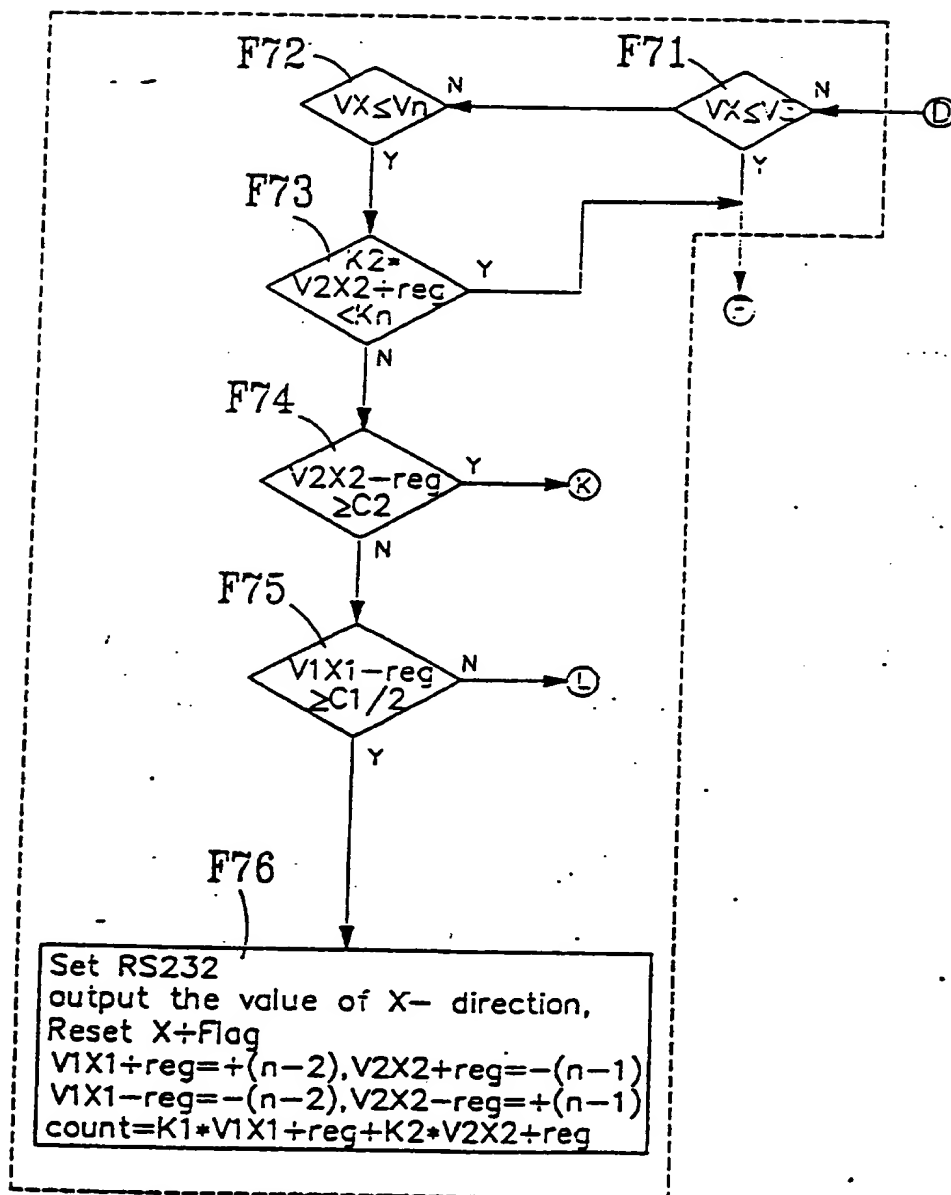 F72
F71
VX≤Vn
N
N
D
Y
Y
F73
K2*
V2X2+reg
<Kn
Y
N
F74
V2X2-reg
≥C2
Y
K
N
F75
V1X1-reg
≥C1/2
N
L
Y
F76
Set RS232
output the value of X- direction,
Reset X+Flag
V1X1+reg=+(n-2),V2X2+reg=-(n-1)
V1X1-reg=-(n-2),V2X2-reg=+(n-1)
count=K1*V1X1+reg+K2*V2X2+reg